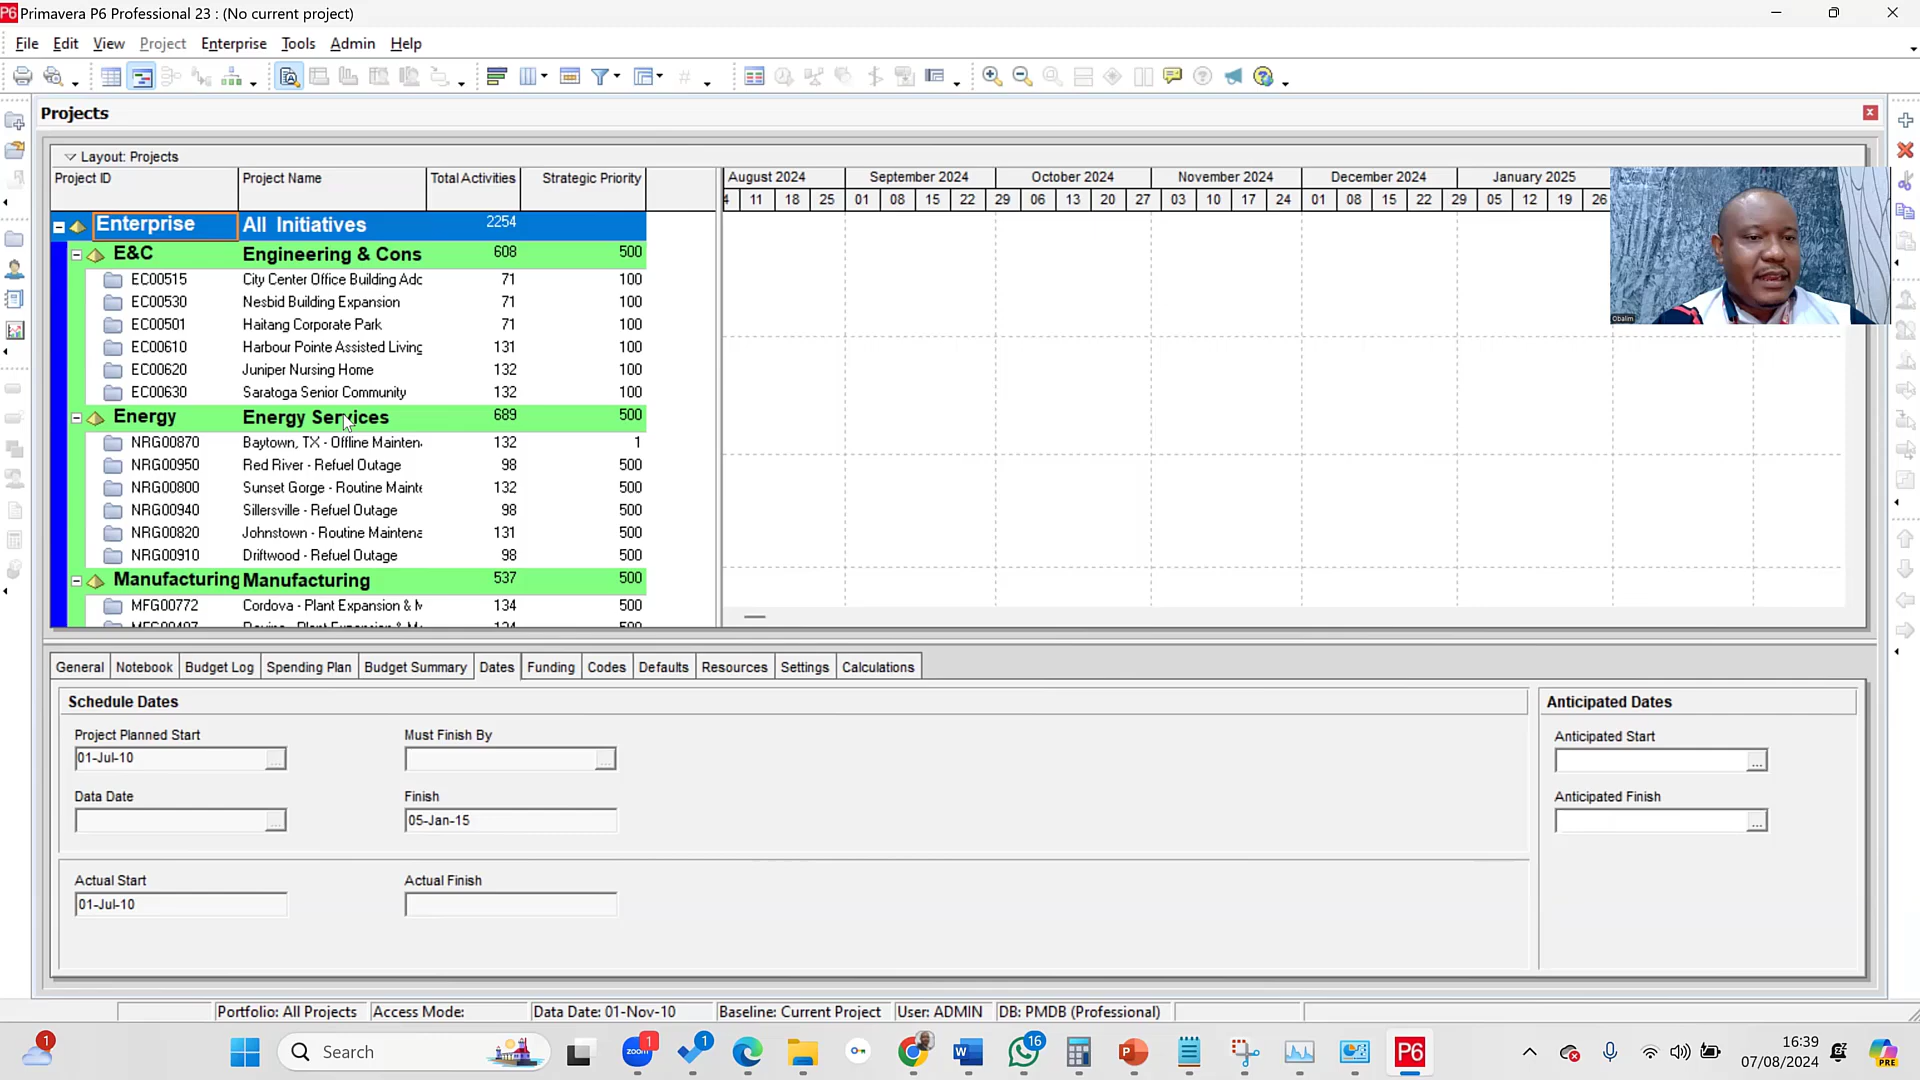 Primavera P6 Professional 23 : (No current project)
File Edit View Project Enterprise Tools Admin Help
Projects
Layout: Projects
Project ID Project Name Total Activities Strategic Priority
August 2024 September 2024 October 2024 November 2024 December 2024 January 2025
4 11 18 25 01 08 15 22 29 06 13 20 27 03 10 17 24 01 08 15 22 29 05 12 19 26
Enterprise All Initiatives 2254
E&C Engineering & Cons 608 500
EC00515 City Center Office Building Adc 71 100
EC00530 Nesbid Building Expansion 71 100
EC00501 Haitang Corporate Park 71 100
EC00610 Harbour Pointe Assisted Living 131 100
EC00620 Juniper Nursing Home 132 100
EC00630 Saratoga Senior Community 132 100
Energy Energy Services 689 500
NRG00870 Baytown, TX - Offline Mainten 132 1
NRG00950 Red River - Refuel Outage 98 500
NRG00800 Sunset Gorge - Routine Mainte 132 500
NRG00940 Sillersville - Refuel Outage 98 500
NRG00820 Johnstown - Routine Maintena 131 500
NRG00910 Driftwood - Refuel Outage 98 500
Manufacturing Manufacturing 537 500
MFG00772 Cordova - Plant Expansion & M 134 500
Obalim
General Notebook Budget Log Spending Plan Budget Summary Dates Funding Codes Defaults Resources Settings Calculations
Schedule Dates
Anticipated Dates
Project Planned Start Must Finish By
01-Jul-10
Anticipated Start
Data Date Finish
05-Jan-15
Anticipated Finish
Actual Start Actual Finish
01-Jul-10
Portfolio: All Projects Access Mode: Data Date: 01-Nov-10 Baseline: Current Project User: ADMIN DB: PMDB (Professional)
1
Search
zoom 1
1
16
P6
16:39
07/08/2024
PRE